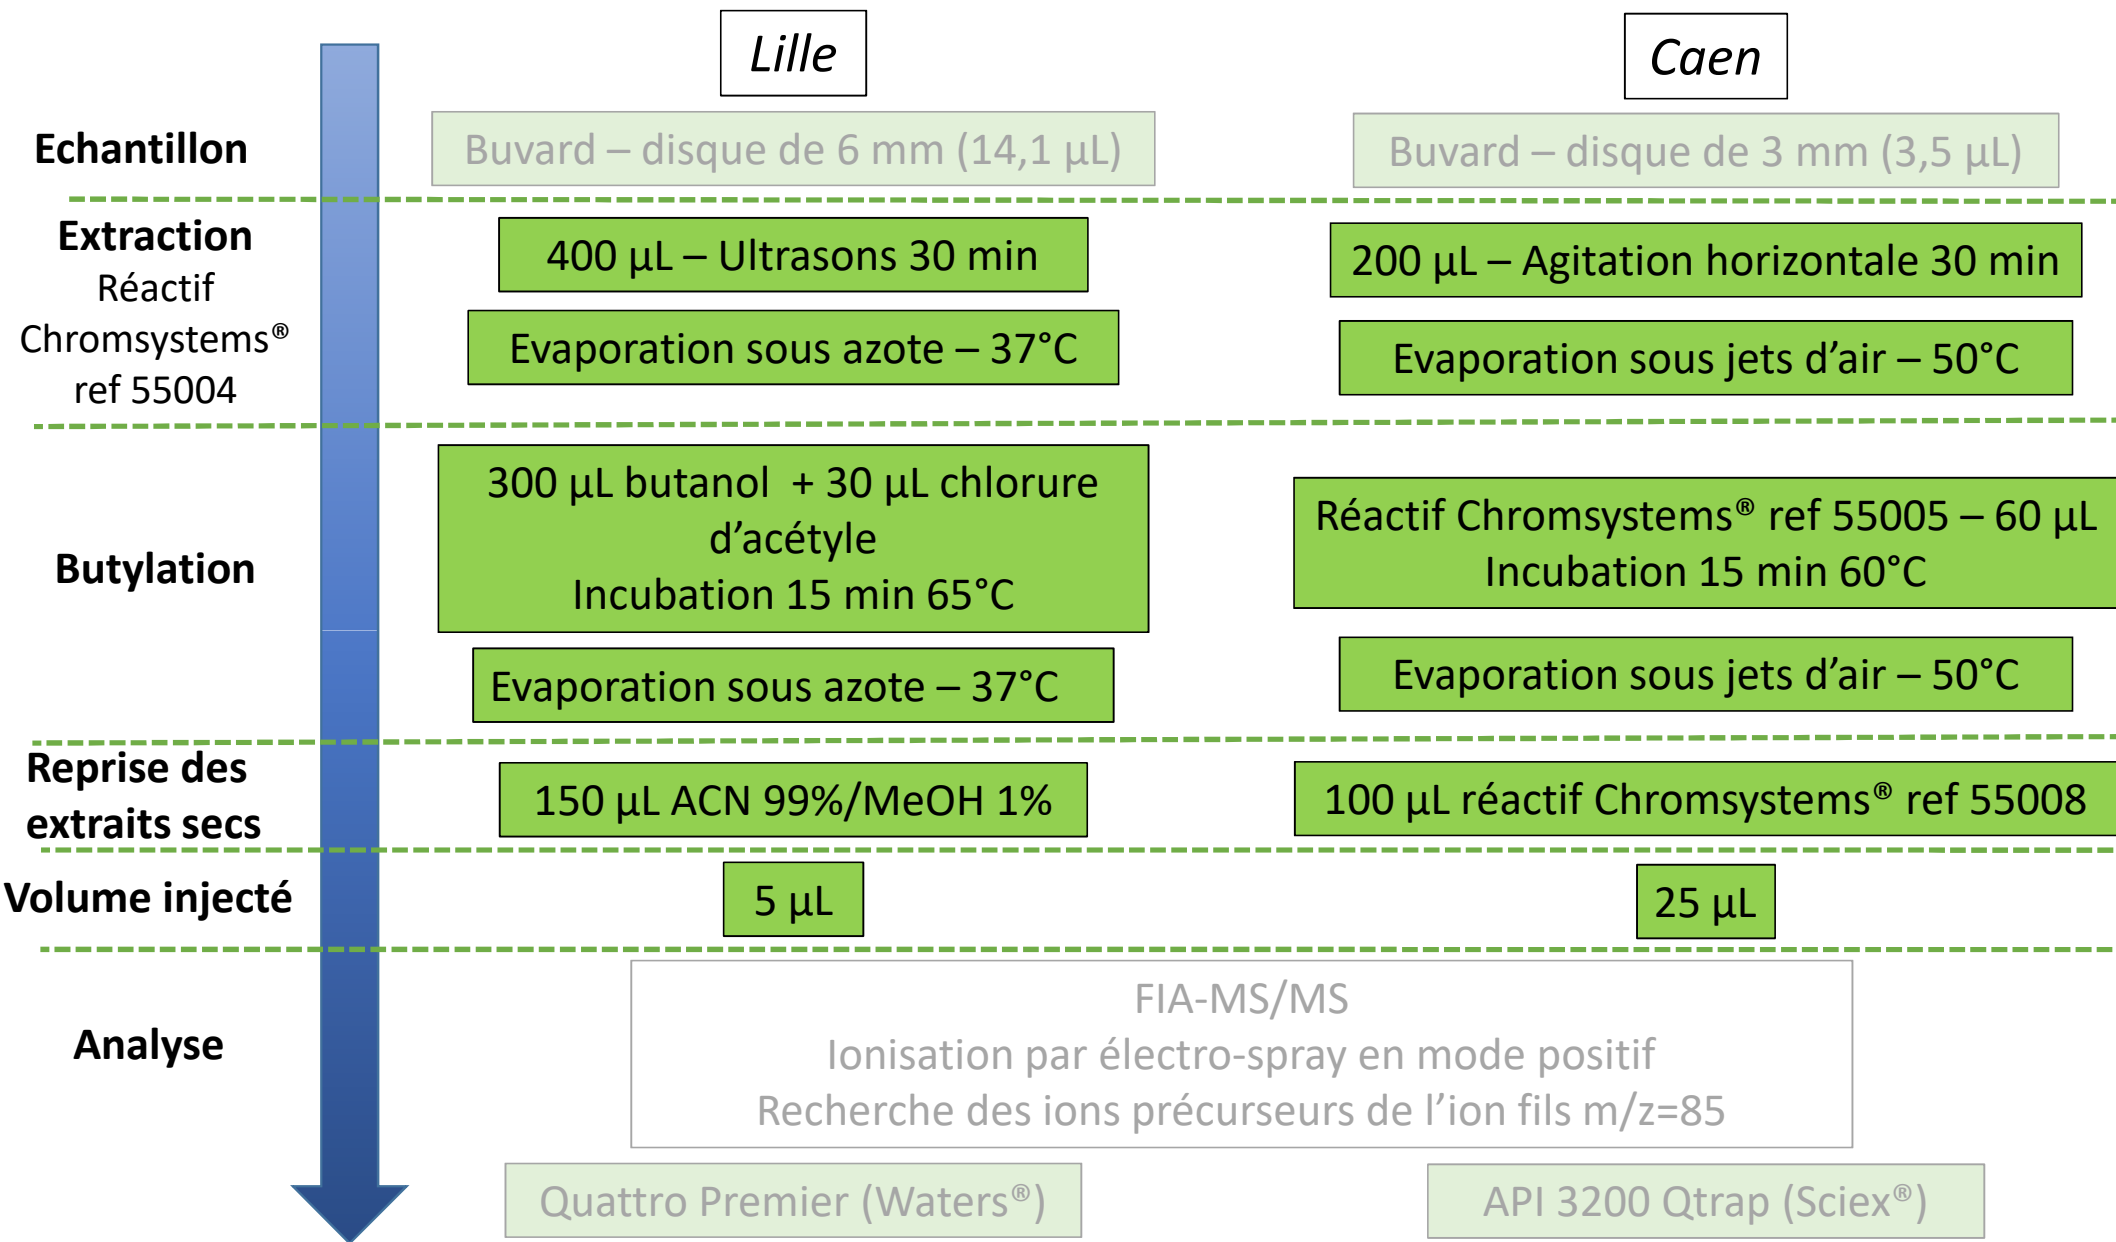 Lille
Caen
Echantillon
Buvard – disque de 6 mm (14,1 µL)
Buvard – disque de 3 mm (3,5 µL)
Extraction
Réactif
Chromsystems®
ref 55004
400 µL – Ultrasons 30 min
200 µL – Agitation horizontale 30 min
Evaporation sous azote – 37°C
Evaporation sous jets d'air – 50°C
Butylation
300 µL butanol + 30 µL chlorure
d'acétyle
Incubation 15 min 65°C
Réactif Chromsystems® ref 55005 – 60 µL
Incubation 15 min 60°C
Evaporation sous azote – 37°C
Evaporation sous jets d'air – 50°C
Reprise des
extraits secs
150 µL ACN 99%/MeOH 1%
100 µL réactif Chromsystems® ref 55008
Volume injecté
5 µL
25 µL
Analyse
FIA-MS/MS
Ionisation par électro-spray en mode positif
Recherche des ions précurseurs de l'ion fils m/z=85
Quattro Premier (Waters®)
API 3200 Qtrap (Sciex®)